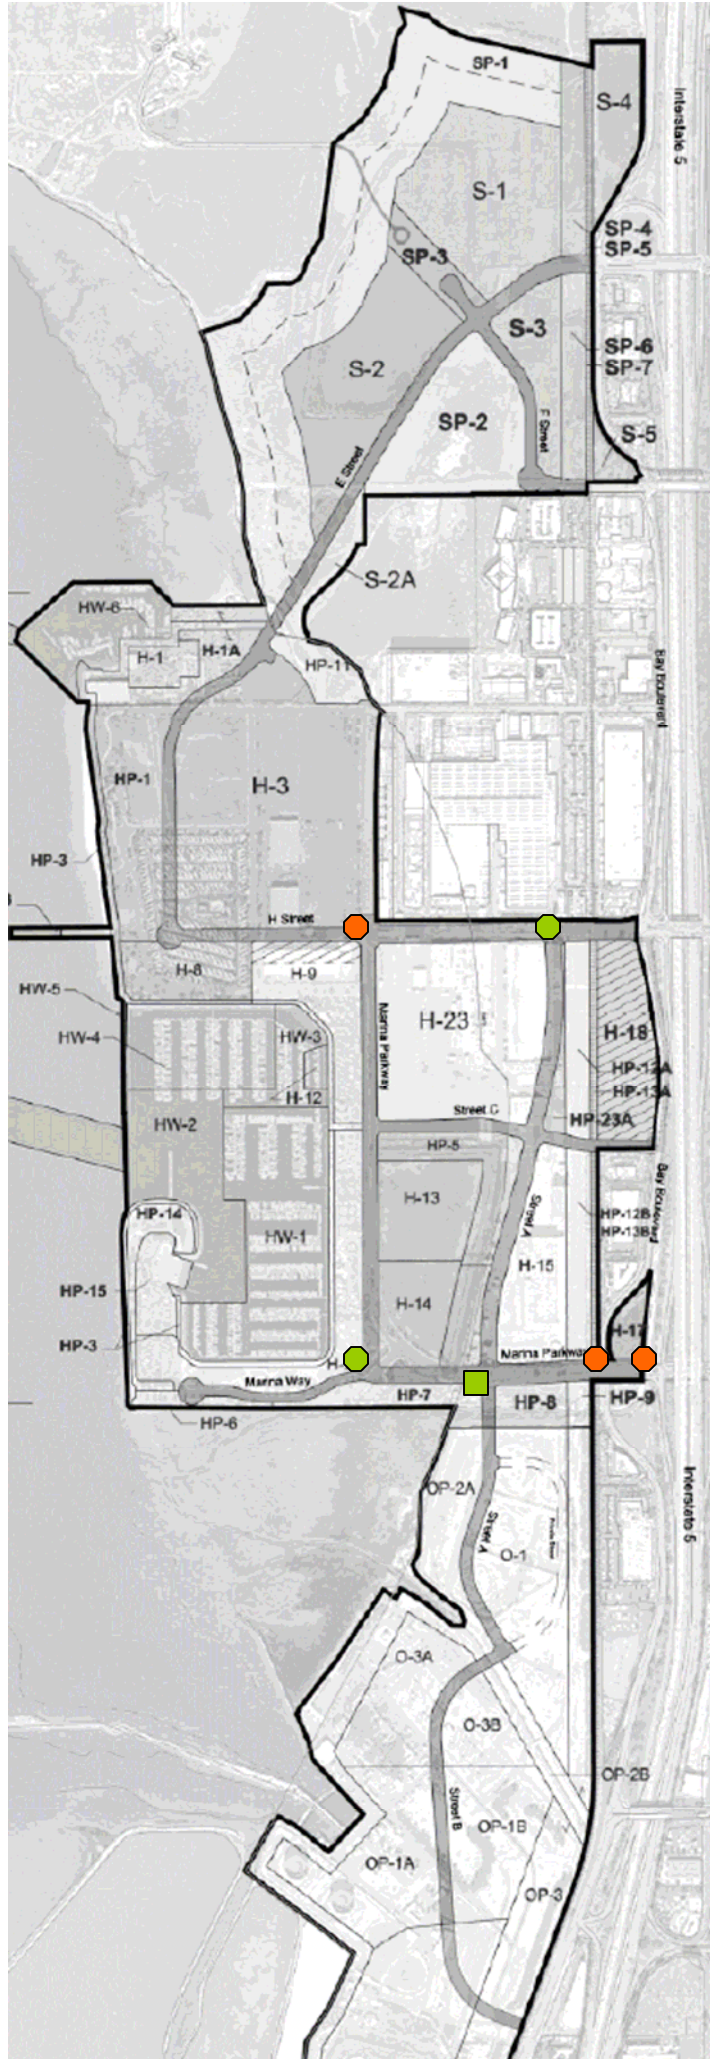 SP-1
S-4
Interstate 5
S-1
SP-4
SP-5
SP-3
S-3
SP-6
SP-7
S-2
SP-2
F Street
S-5
E Street
S-2A
HW-6
H-1
H-1A
HP-11
Bay Boulevard
HP-1
H-3
HP-3
H Street
H-8
H-9
HW-5
HW-4
HW-3
Marina Parkway
H-23
H-18
HP-12A
HP-13A
H-12
HW-2
Street C
HP-23A
HP-5
H-13
Bay Boulevard
HP-14
Street A
HP-12B
HP-13B
HW-1
H-15
HP-15
H-14
H-17
HP-3
H-
Marina Parkway
Marina Way
HP-7
HP-8
HP-9
HP-6
OP-2A
Street A
Private Street
O-1
Interstate 5
O-3A
O-3B
OP-2B
Street B
OP-1B
OP-1A
OP-3